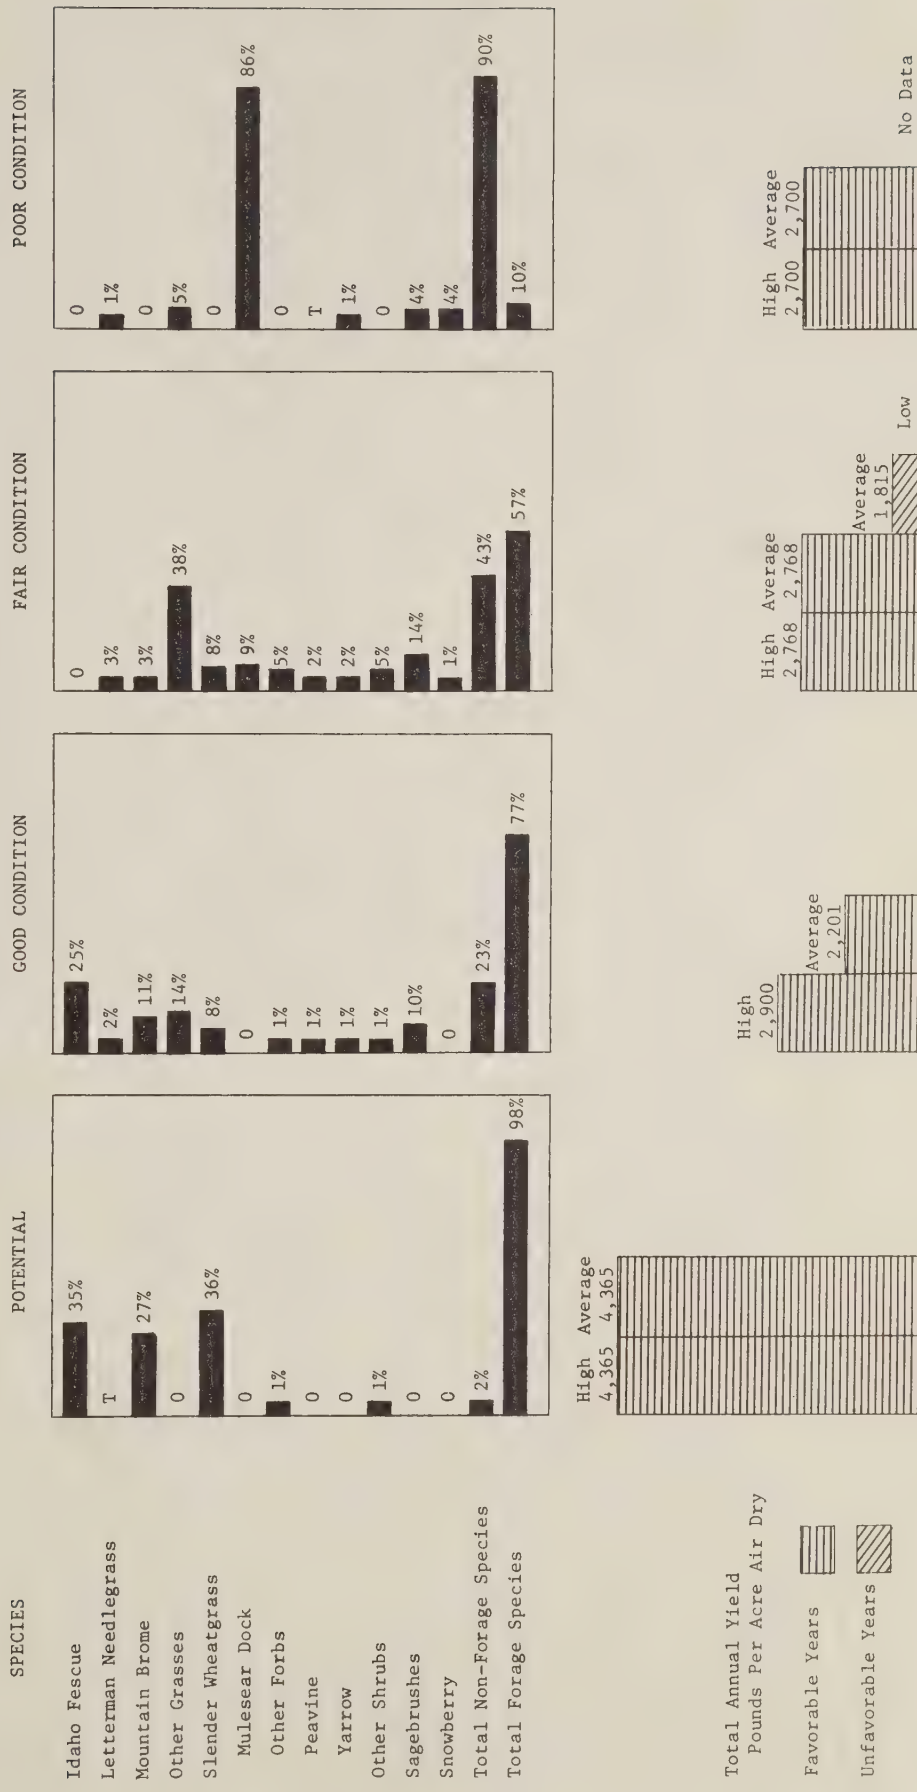 SPECIES
POTENTIAL
GOOD CONDITION
FAIR CONDITION
POOR CONDITION
Idaho Fescue 35% 25% 0 0
Letterman Needlegrass T 2% 3% 1%
Mountain Brome 27% 11% 3% 0
Other Grasses 0 14% 38% 5%
Slender Wheatgrass 36% 8% 8% 0
Mulesear Dock 0 0 9% 86%
Other Forbs 1% 1% 5% 0
Peavine 0 1% 2% T
Yarrow 0 1% 2% 1%
Other Shrubs 1% 1% 5% 0
Sagebrushes 0 10% 14% 4%
Snowberry 0 0 1% 4%
Total Non-Forage Species 2% 23% 43% 90%
Total Forage Species 98% 77% 57% 10%
Total Annual Yield
Pounds Per Acre Air Dry
Favorable Years
Unfavorable Years
High Average
4,365 4,365
High
2,900
Average
2,201
High Average
2,768 2,768
Average
1,815
Low
High Average
2,700 2,700
No Data